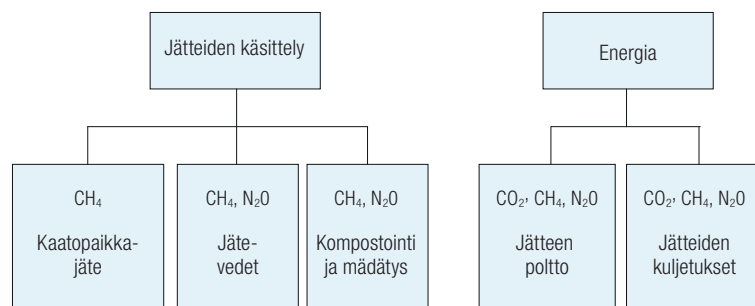 Jätteiden käsittely
Energia
CH₄
Kaatopaikka-
jäte
CH₄, N₂O
Jäte-
vedet
CH₄, N₂O
Kompostointi
ja mädätys
CO₂, CH₄, N₂O
Jätteen
poltto
CO₂, CH₄, N₂O
Jätteiden
kuljetukset